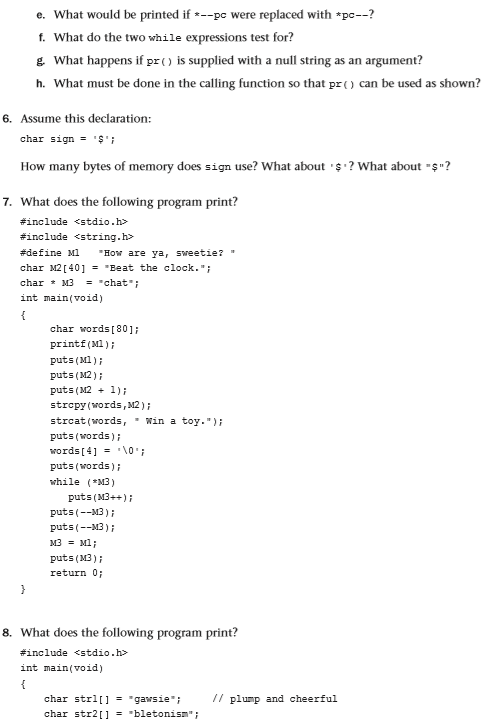 e. What would be printed if *--pc were replaced with *pc--?
f. What do the two while expressions test for?
g. What happens if pr() is supplied with a null string as an argument?
h. What must be done in the calling function so that pr() can be used as shown?
6. Assume this declaration:
char sign = '$';
How many bytes of memory does sign use? What about '$'? What about "$"?
7. What does the following program print?
#include <stdio.h>
#include <string.h>
#define M1   "How are ya, sweetie? "
char M2[40] = "Beat the clock.";
char * M3  = "chat";
int main(void)
{
     char words[80];
     printf(M1);
     puts(M1);
     puts(M2);
     puts(M2 + 1);
     strcpy(words,M2);
     strcat(words, " Win a toy.");
     puts(words);
     words[4] = '\0';
     puts(words);
     while (*M3)
        puts(M3++);
     puts(--M3);
     puts(--M3);
     M3 = M1;
     puts(M3);
     return 0;
}
8. What does the following program print?
#include <stdio.h>
int main(void)
{
    char str1[] = "gawsie";     // plump and cheerful
    char str2[] = "bletonism";